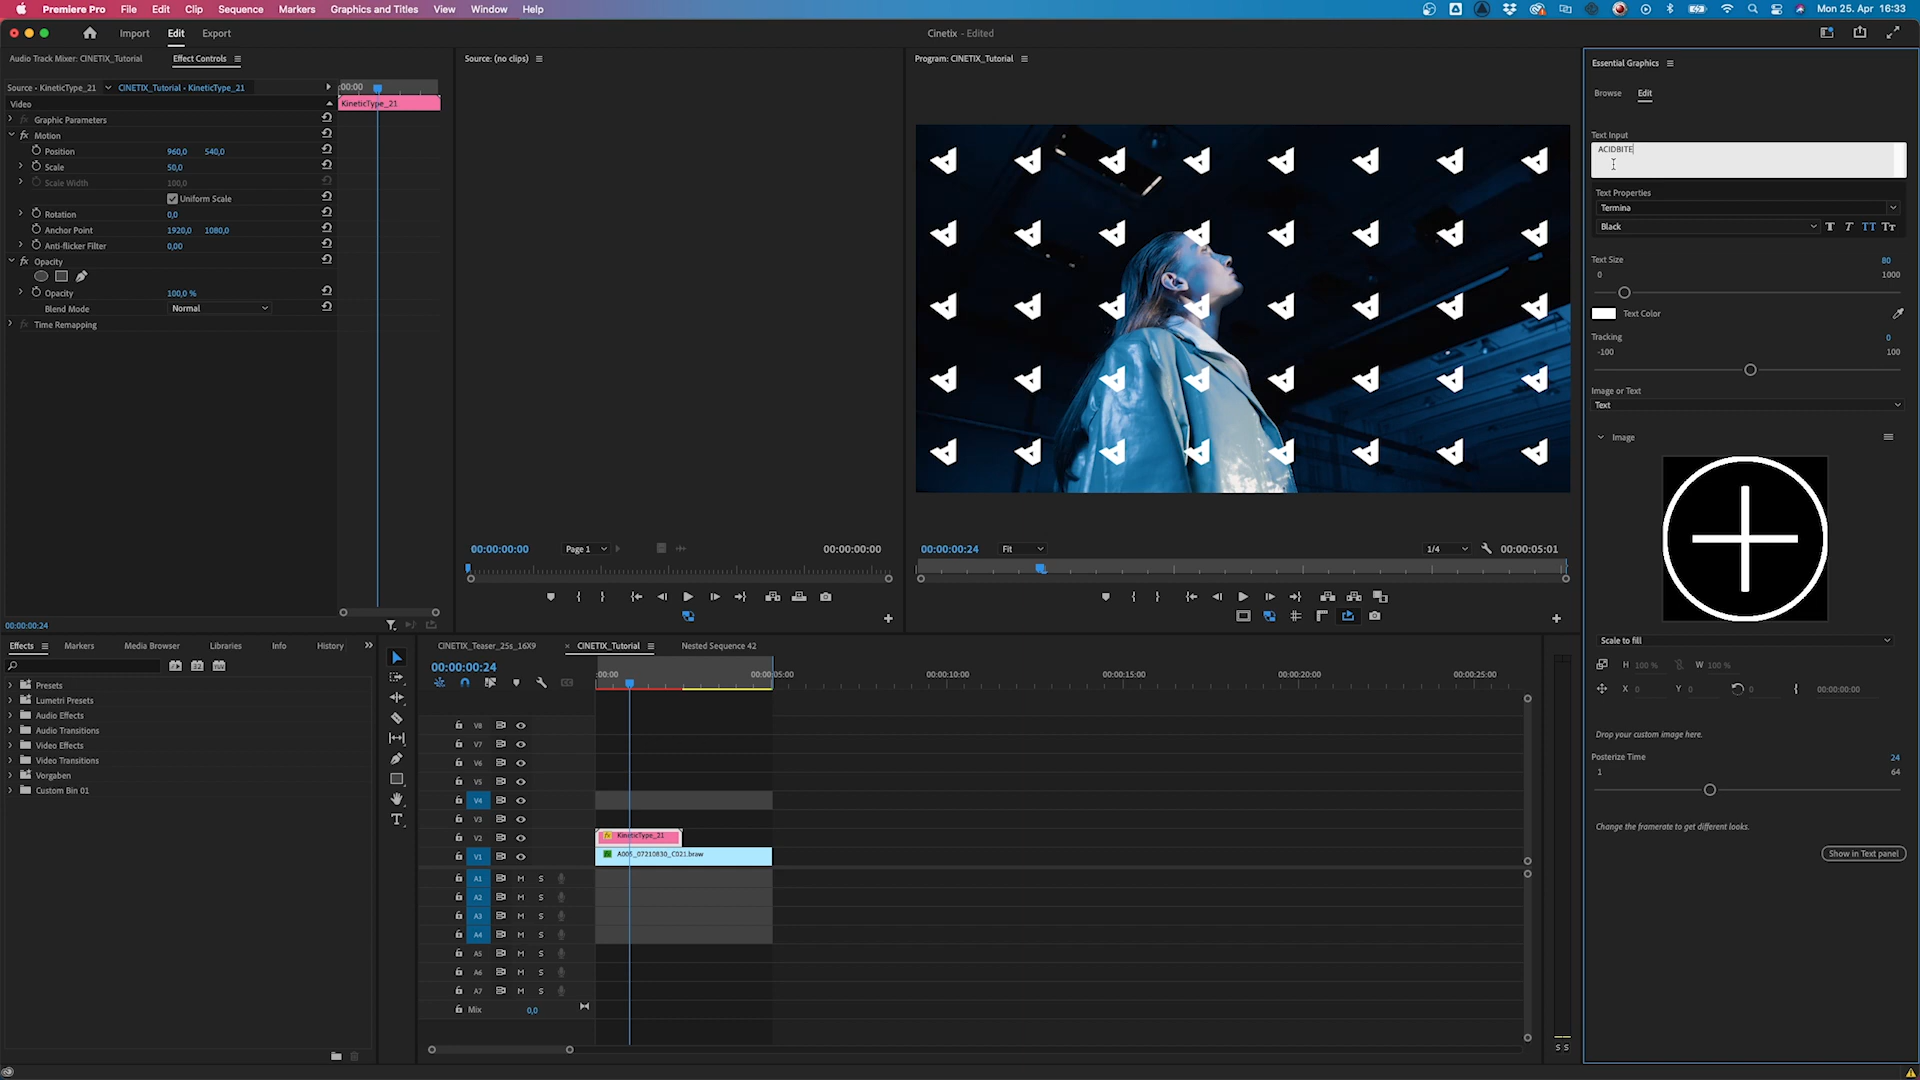 Premiere Pro File Edit Clip Sequence Markers Graphics and Titles View Window Help Mon 25. Apr 16:33
Import Edit Export Cinetix - Edited
Audio Track Mixer: CINETIX_Tutorial Effect Controls
Source - KineticType_21 CINETIX_Tutorial - KineticType_21 :00:00
Video KineticType_21
Graphic Parameters
fx Motion
Position 960,0 540,0
Scale 50,0
Scale Width 100,0
Uniform Scale
Rotation 0,0
Anchor Point 1920,0 1080,0
Anti-flicker Filter 0,00
fx Opacity
Opacity 100,0 %
Blend Mode Normal
Time Remapping
00:00:00:24
Source: (no clips)
00:00:00:00 Page 1 00:00:00:00
Program: CINETIX_Tutorial
00:00:00:24 Fit 1/4 00:00:05:01
Essential Graphics
Browse Edit
Text Input
ACIDBITE
Text Properties
Termina
Black T T TT Tt
Text Size 80
0 1000
Text Color
Tracking 0
-100 100
Image or Text
Text
Image
Scale to fill
H 100 % W 100 %
X 0 Y 0 0 00:00:00:00
Drop your custom image here.
Posterize Time 24
1 64
Change the framerate to get different looks.
Show in Text panel
Effects Markers Media Browser Libraries Info History
Presets
Lumetri Presets
Audio Effects
Audio Transitions
Video Effects
Video Transitions
Vorgaben
Custom Bin 01
CINETIX_Teaser_25s_16X9 CINETIX_Tutorial Nested Sequence 42
00:00:00:24
:00:00 00:00:05:00 00:00:10:00 00:00:15:00 00:00:20:00 00:00:25:00
V8
V7
V6
V5
V4
V3
V2 KineticType_21
V1 A005_07210830_C021.braw
A1 M S
A2 M S
A3 M S
A4 M S
A5 M S
A6 M S
A7 M S
Mix 0,0
S S